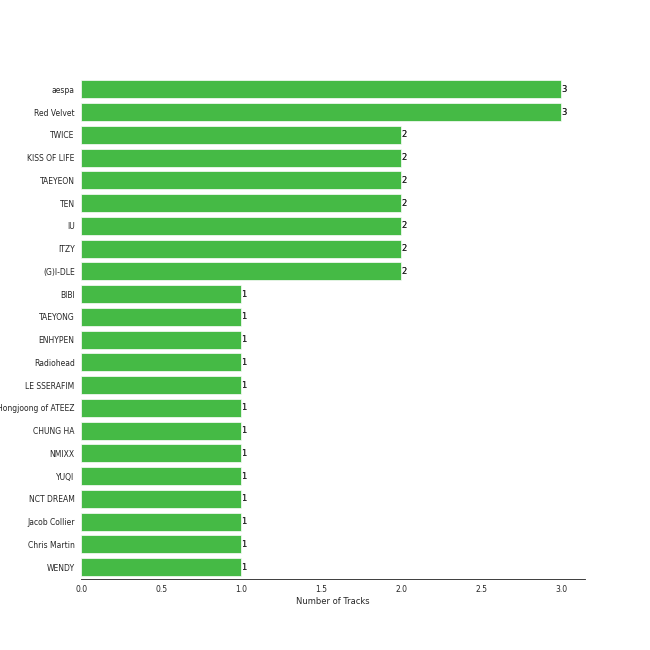 aespa 3
Red Velvet 3
TWICE 2
KISS OF LIFE 2
TAEYEON 2
TEN 2
IU 2
ITZY 2
(G)I-DLE 2
BIBI 1
TAEYONG 1
ENHYPEN 1
Radiohead 1
LE SSERAFIM 1
Hongjoong of ATEEZ 1
CHUNG HA 1
NMIXX 1
YUQI 1
NCT DREAM 1
Jacob Collier 1
Chris Martin 1
WENDY 1
0.0 0.5 1.0 1.5 2.0 2.5 3.0
Number of Tracks